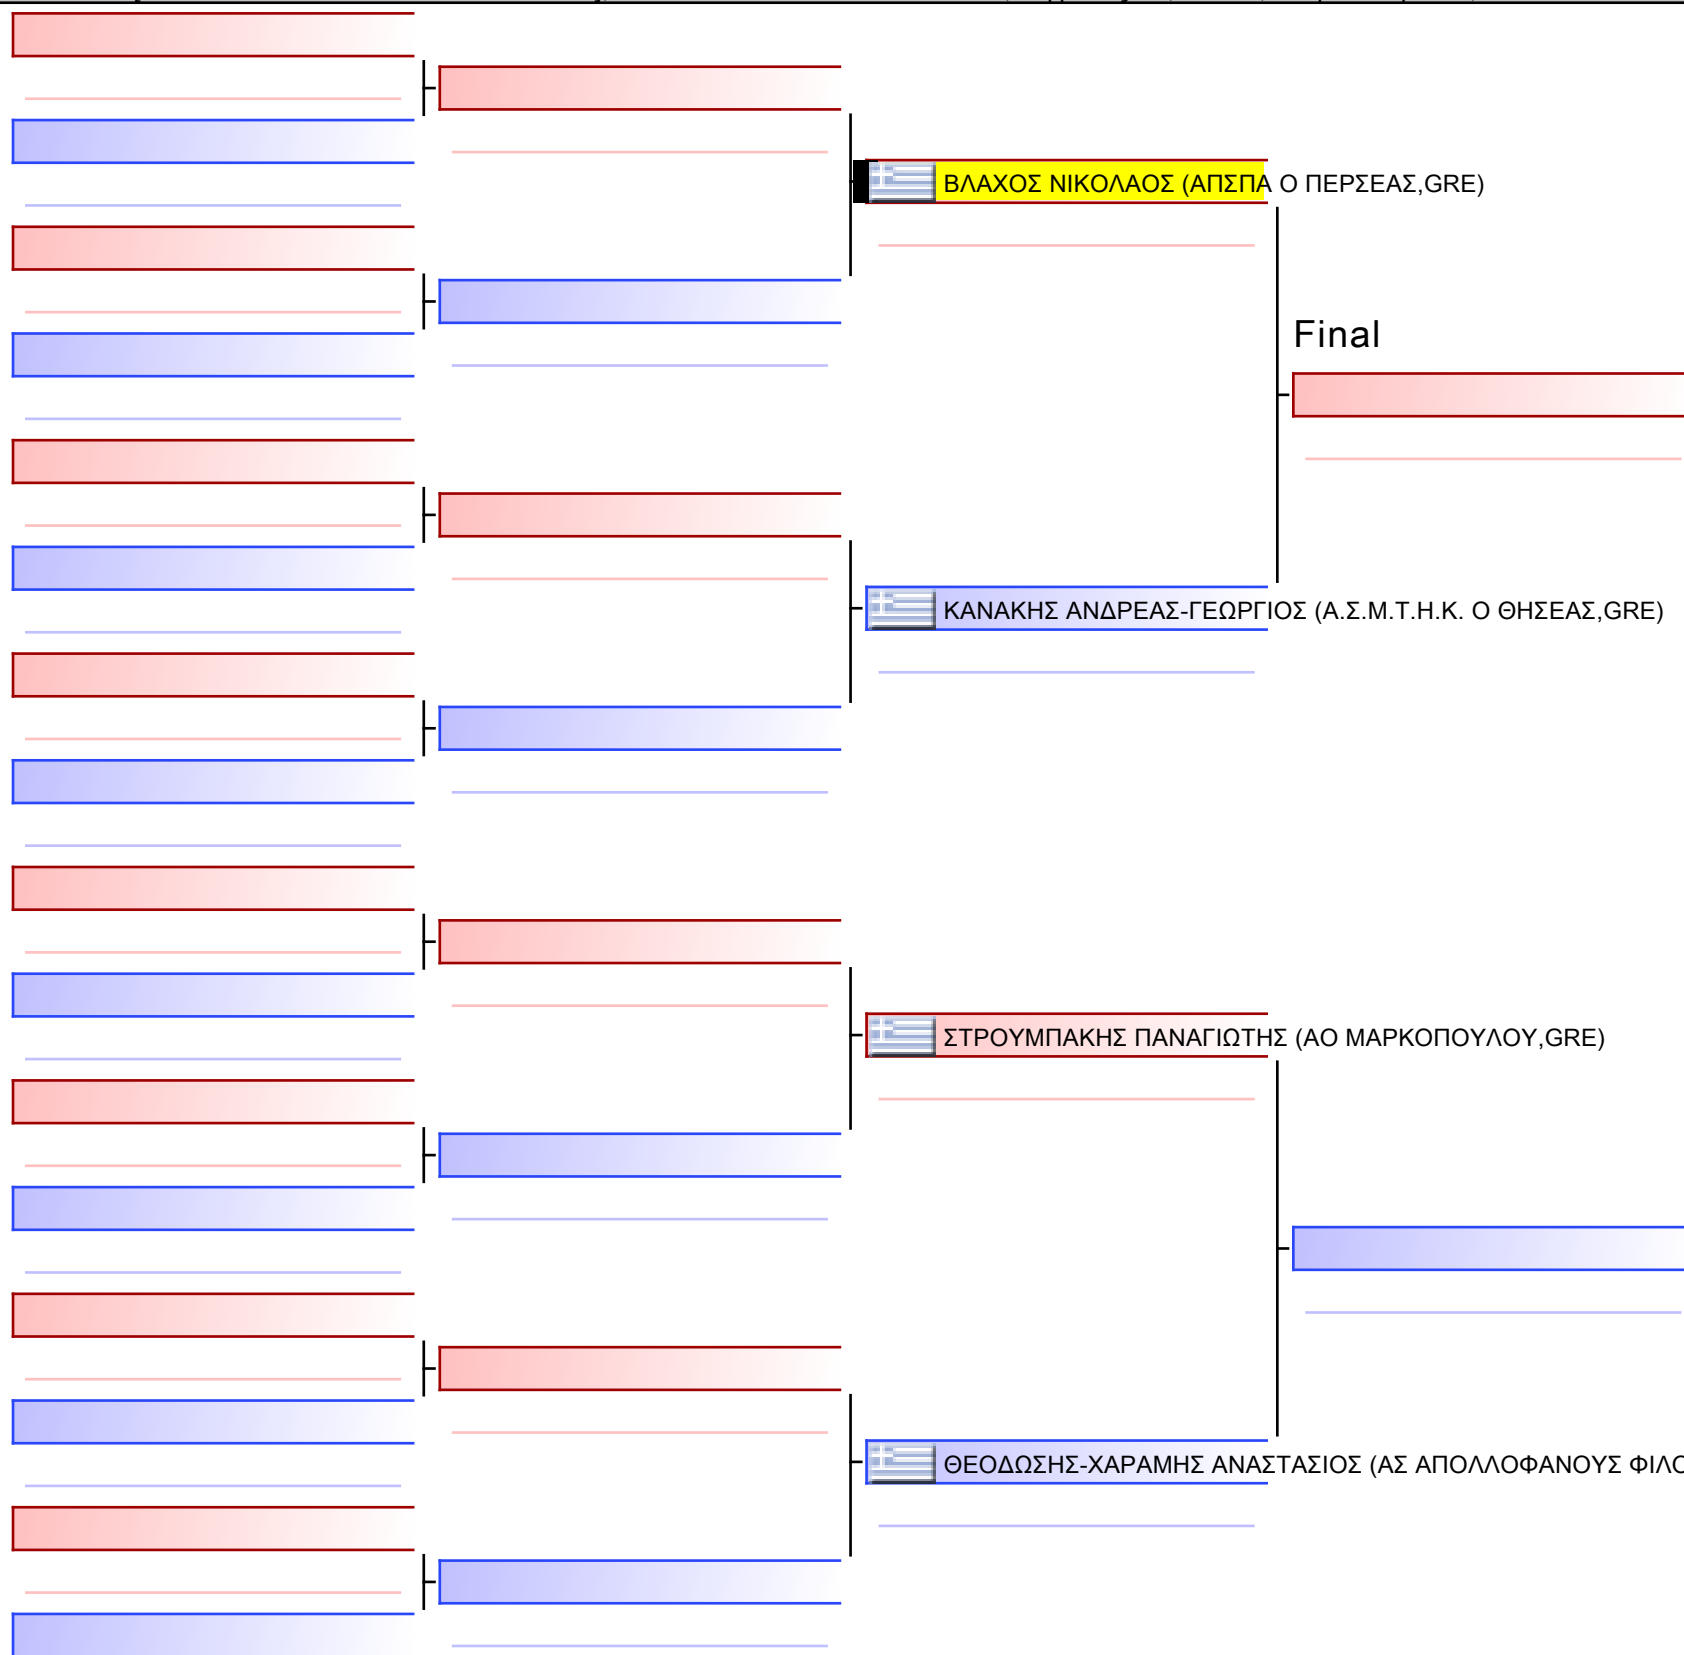 ΒΛΑΧΟΣ ΝΙΚΟΛΑΟΣ (ΑΠΣΠΑ Ο ΠΕΡΣΕΑΣ,GRE)
Final
ΚΑΝΑΚΗΣ ΑΝΔΡΕΑΣ-ΓΕΩΡΓΙΟΣ (Α.Σ.Μ.Τ.Η.Κ. Ο ΘΗΣΕΑΣ,GRE)
ΣΤΡΟΥΜΠΑΚΗΣ ΠΑΝΑΓΙΩΤΗΣ (ΑΟ ΜΑΡΚΟΠΟΥΛΟΥ,GRE)
ΘΕΟΔΩΣΗΣ-ΧΑΡΑΜΗΣ ΑΝΑΣΤΑΣΙΟΣ (ΑΣ ΑΠΟΛΛΟΦΑΝΟΥΣ